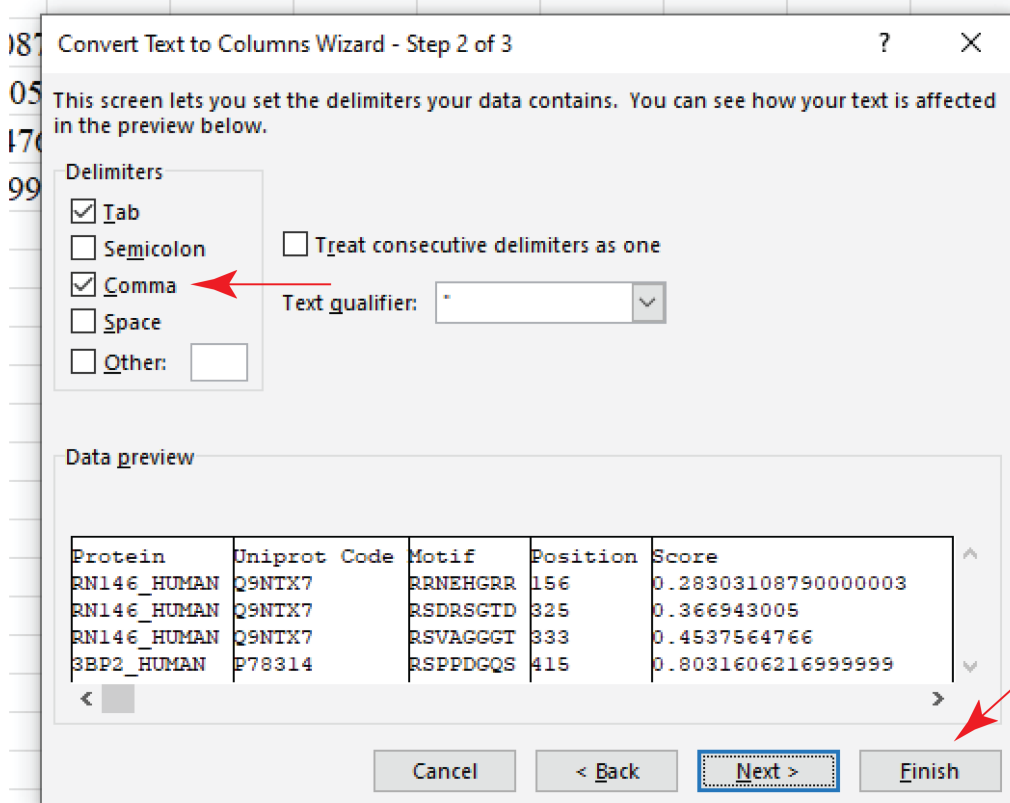 Convert Text to Columns Wizard - Step 2 of 3 ?
This screen lets you set the delimiters your data contains. You can see how your text is affected
in the preview below.
Delimiters
Tab
Semicolon
Treat consecutive delimiters as one
Comma
Text qualifier: "
Space
Other:
Data preview
Protein Uniprot Code Motif Position Score
RN146_HUMAN Q9NTX7 RRNEHGRR 156 0.28303108790000003
RN146_HUMAN Q9NTX7 RSDRSGTD 325 0.366943005
RN146_HUMAN Q9NTX7 RSVAGGGT 333 0.4537564766
3BP2_HUMAN P78314 RSPPDGQS 415 0.8031606216999999
Cancel < Back Next > Finish